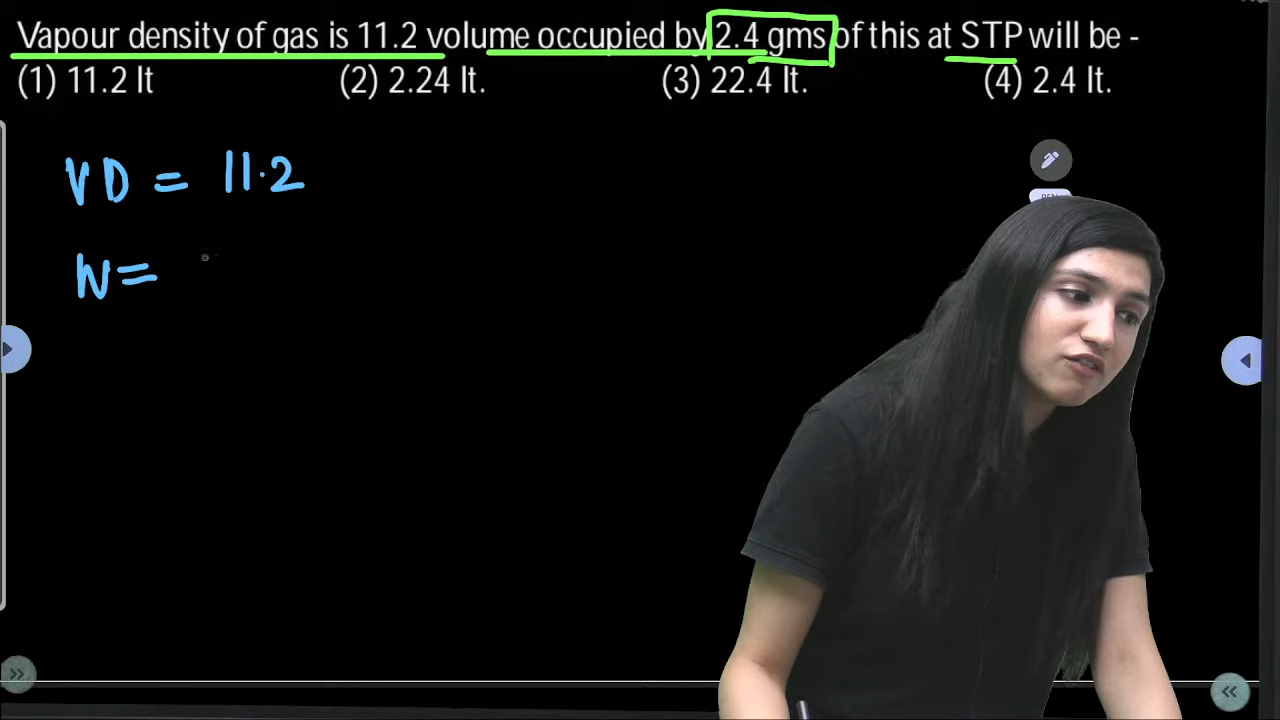 Vapour density of gas is 11.2 volume occupied by 2.4 gms of this at STP will be -
(1) 11.2 lt (2) 2.24 lt. (3) 22.4 lt. (4) 2.4 lt.
VD = 11.2
W =